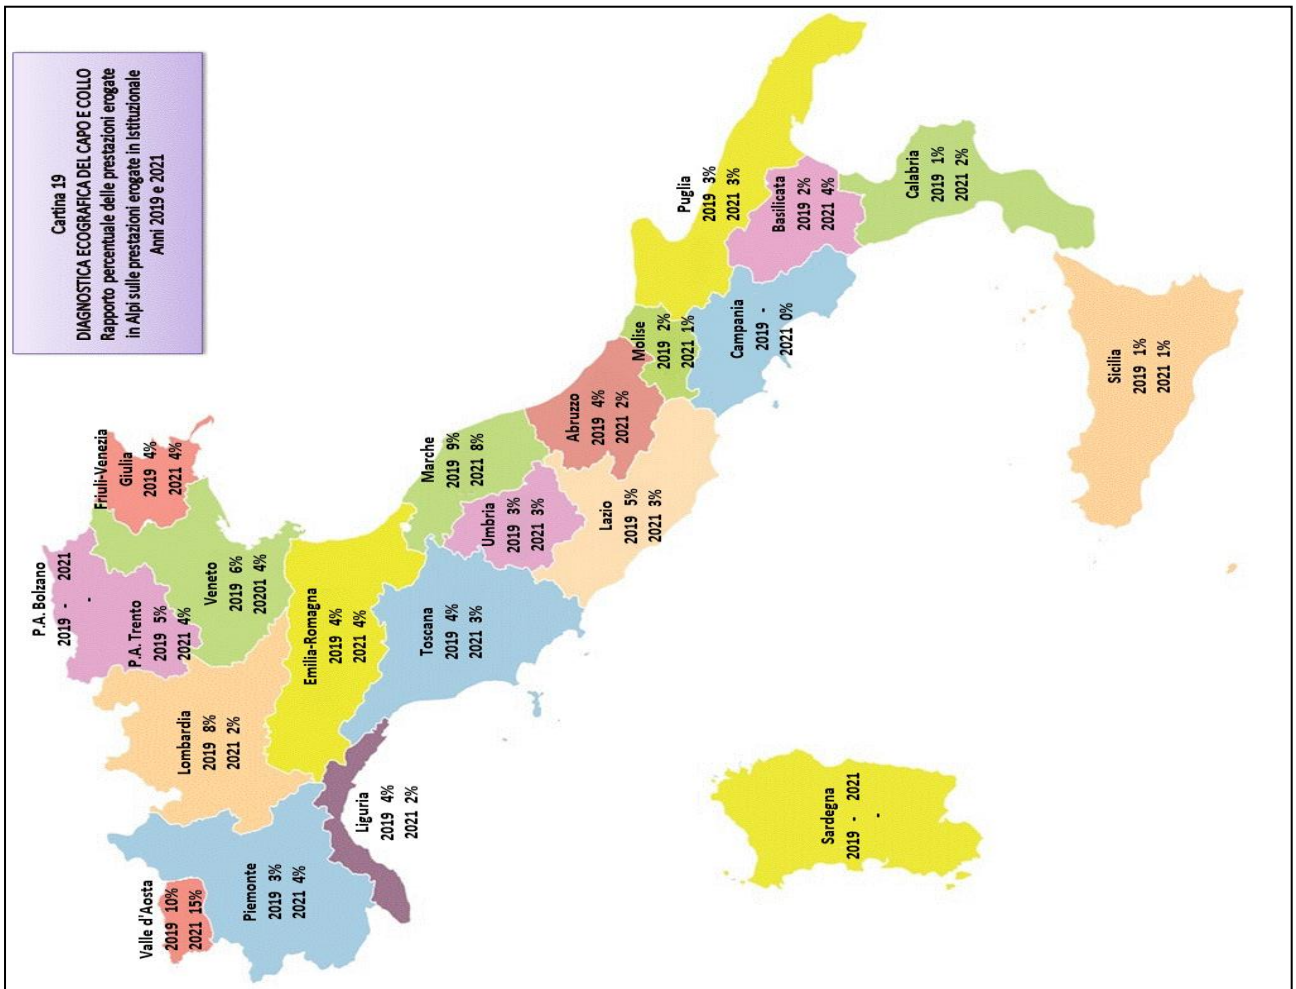 Cartina 19
DIAGNOSTICA ECOGRAFICA DEL CAPO E COLLO
Rapporto percentuale delle prestazioni erogate
in Alpi sulle prestazioni erogate in Istituzionale
Anni 2019 e 2021
Valle d'Aosta
2019 10%
2021 15%
Piemonte
2019 3%
2021 4%
Liguria
2019 4%
2021 2%
Lombardia
2019 8%
2021 2%
P.A. Bolzano
2019 - 2021
-
P.A. Trento
2019 5%
2021 4%
Veneto
2019 6%
20201 4%
Friuli-Venezia
Giulia
2019 4%
2021 4%
Emilia-Romagna
2019 4%
2021 4%
Toscana
2019 4%
2021 3%
Marche
2019 9%
2021 8%
Umbria
2019 3%
2021 3%
Lazio
2019 5%
2021 3%
Abruzzo
2019 4%
2021 2%
Molise
2019 2%
2021 1%
Campania
2019 -
2021 0%
Puglia
2019 3%
2021 3%
Basilicata
2019 2%
2021 4%
Calabria
2019 1%
2021 2%
Sicilia
2019 1%
2021 1%
Sardegna
2019 - 2021
-